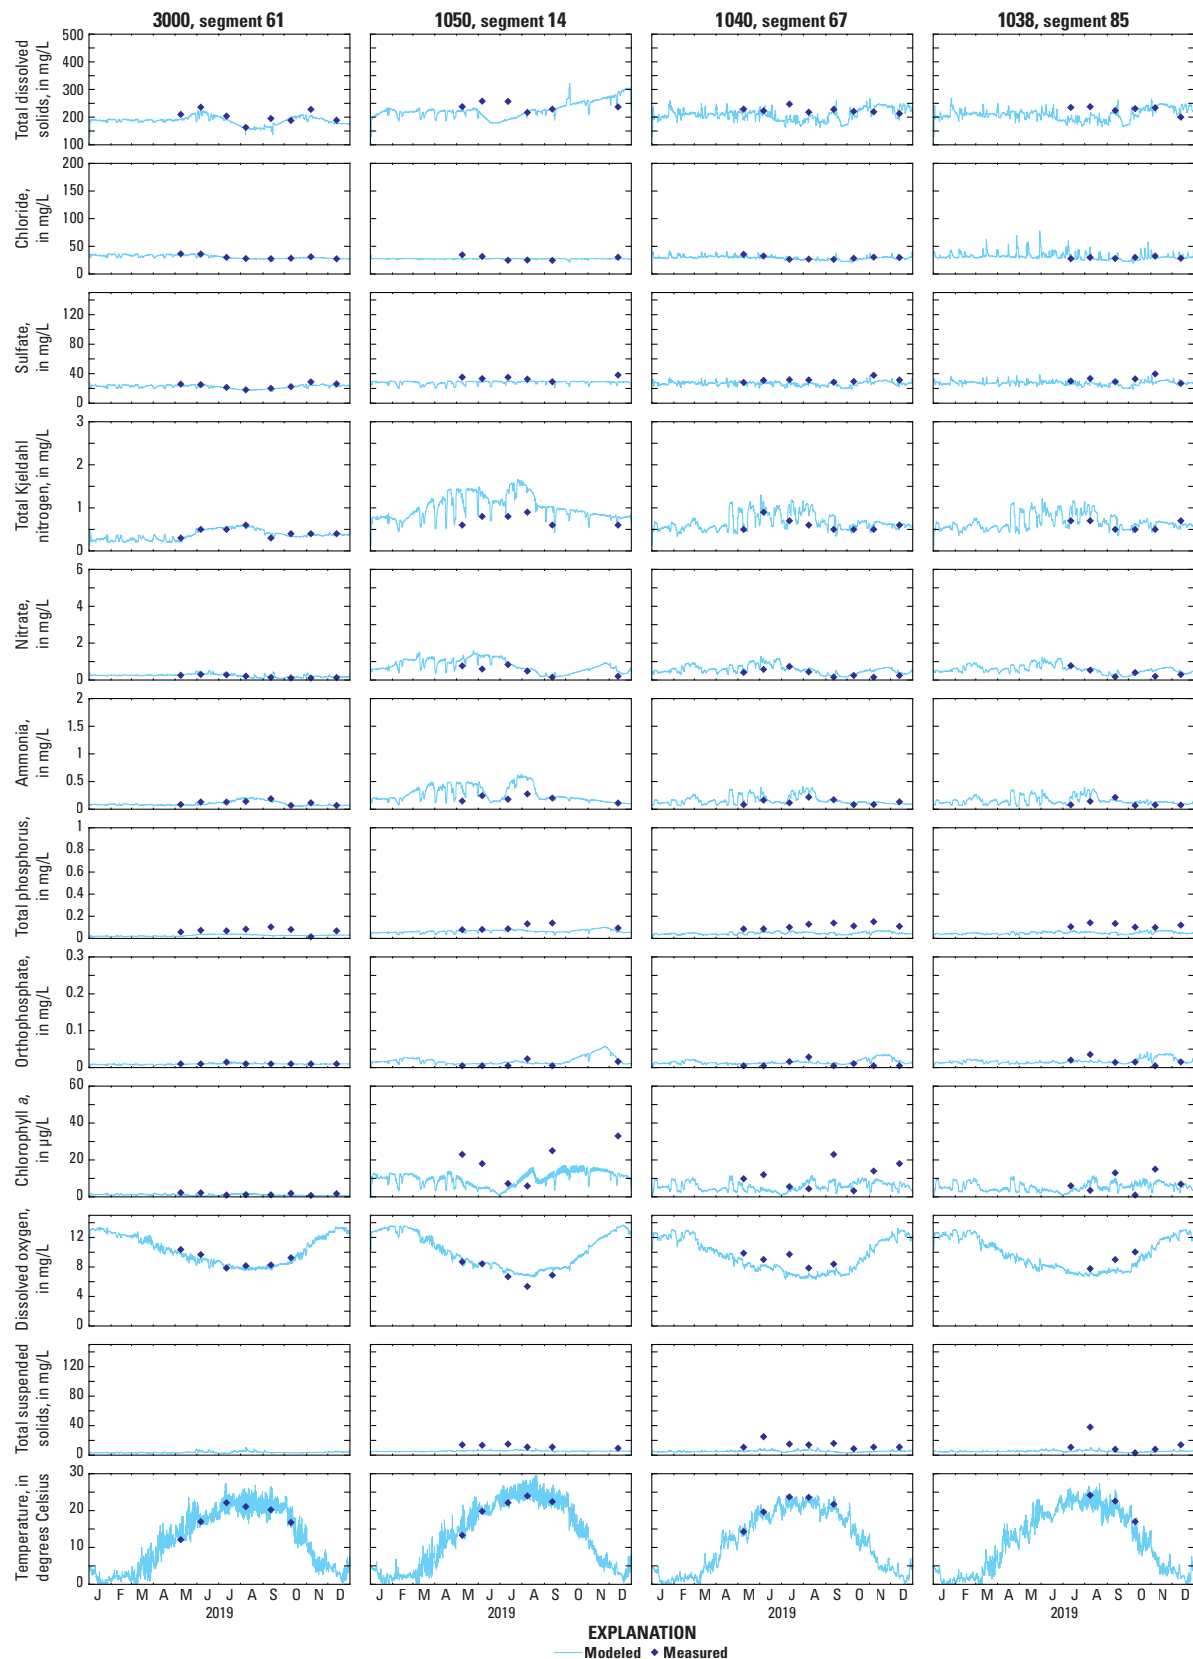 3000, segment 61 1050, segment 14 1040, segment 67 1038, segment 85
Total dissolved
solids, in mg/L
500
400
300
200
100
Chloride,
in mg/L
200
150
100
50
0
Sulfate,
in mg/L
120
80
40
0
Total Kjeldahl
nitrogen, in mg/L
3
2
1
0
Nitrate,
in mg/L
6
4
2
0
Ammonia,
in mg/L
2
1.5
1
0.5
0
Total phosphorus,
in mg/L
1
0.8
0.6
0.4
0.2
0
Orthophosphate,
in mg/L
0.3
0.2
0.1
0
Chlorophyll a,
in µg/L
60
40
20
0
Dissolved oxygen,
in mg/L
12
8
4
0
Total suspended
solids, in mg/L
120
80
40
0
Temperature, in
degrees Celsius
30
20
10
0
J F M A M J J A S O N D J F M A M J J A S O N D J F M A M J J A S O N D J F M A M J J A S O N D
2019 2019 2019 2019
EXPLANATION
Modeled Measured